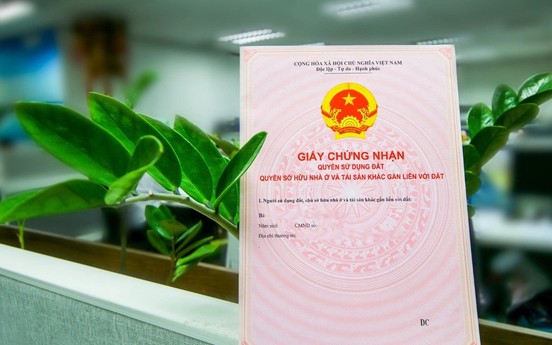 CỘNG HÒA XÃ HỘI CHỦ NGHĨA VIỆT NAM
Độc lập - Tự do - Hạnh phúc
GIẤY CHỨNG NHẬN
QUYỀN SỬ DỤNG ĐẤT
QUYỀN SỞ HỮU NHÀ Ở VÀ TÀI SẢN KHÁC GẮN LIỀN VỚI ĐẤT
I. Người sử dụng đất, chủ sở hữu nhà ở và tài sản khác gắn liền với đất:
Bà
Năm sinh: CMND số:
Địa chỉ thường trú:
DC